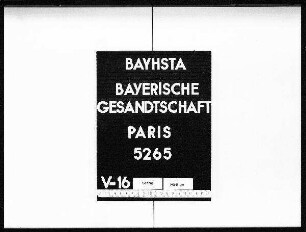 BAYHSTA
BAYERISCHE
GESANDTSCHAFT
PARIS
5265
V-16